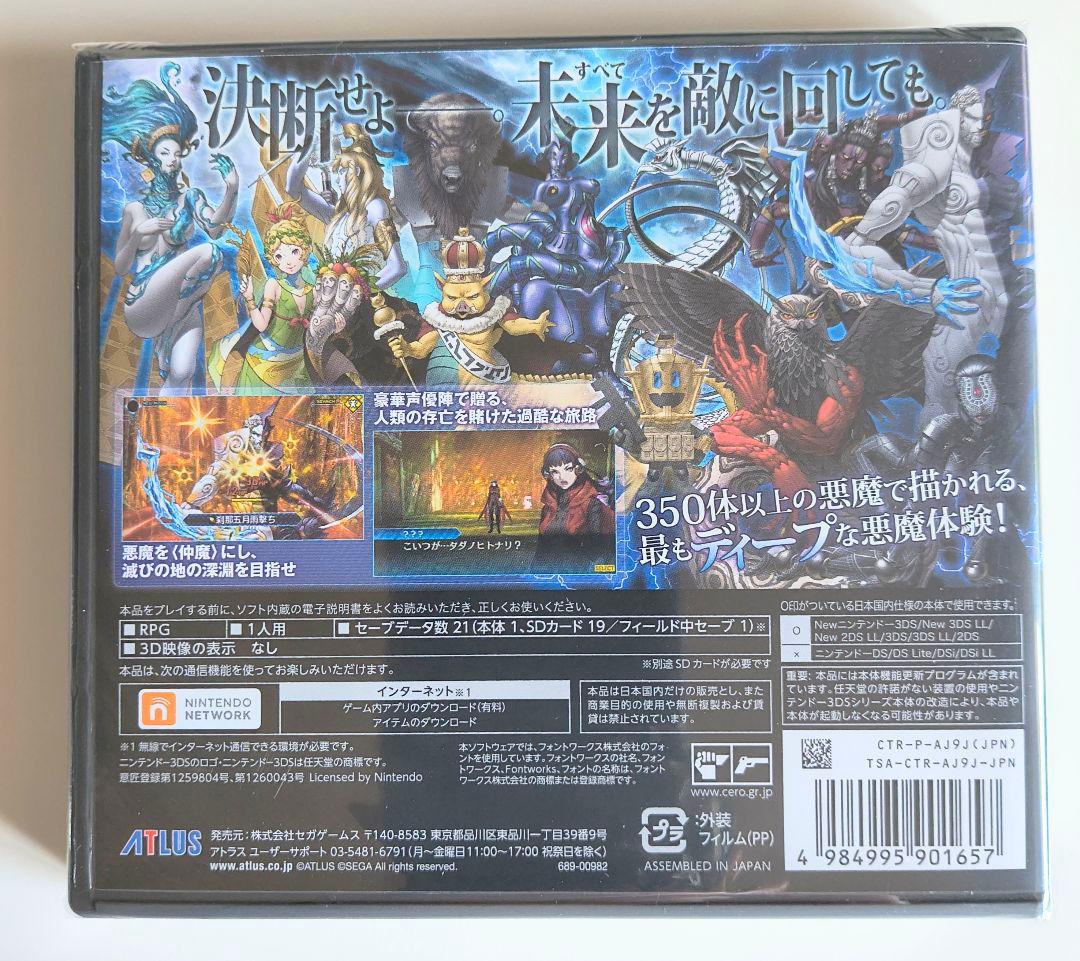 決断せよ――。未来を敵に回しても。
すべて
豪華声優陣で贈る、
人類の存亡を賭けた過酷な旅路
刹那五月雨撃ち
???
こいつが…タダノヒトナリ?
SELECT
悪魔を〈仲魔〉にし、
滅びの地の深淵を目指せ
350体以上の悪魔で描かれる、
最もディープな悪魔体験!
本品をプレイする前に、ソフト内蔵の電子説明書をよくお読みいただき、正しくお使いください。
■RPG ■1人用 ■セーブデータ数 21(本体 1、SDカード 19/フィールド中セーブ 1)※
■3D映像の表示 なし
本品は、次の通信機能を使ってお楽しみいただけます。 ※別途SDカードが必要です
NINTENDO
NETWORK
インターネット※1
ゲーム内アプリのダウンロード(有料)
アイテムのダウンロード
本品は日本国内だけの販売とし、また
商業目的の使用や無断複製および賃
貸は禁止されています。
O印がついている日本国内仕様の本体で使用できます。
O Newニンテンドー3DS/New 3DS LL/
New 2DS LL/3DS/3DS LL/2DS
× ニンテンドーDS/DS Lite/DSi/DSi LL
重要: 本品には本体機能更新プログラムが含ま
れています。任天堂の許諾がない装置の使用やニン
テンドー3DSシリーズ本体の改造により、本品や
本体が起動しなくなる可能性があります。
※1 無線でインターネット通信できる環境が必要です。
ニンテンドー3DSのロゴ・ニンテンドー3DSは任天堂の商標です。
意匠登録第1259804号、第1260043号 Licensed by Nintendo
本ソフトウェアでは、フォントワークス株式会社のフォ
ントを使用しています。フォントワークスの社名、フォン
トワークス、Fontworks、フォントの名称は、フォント
ワークス株式会社の商標または登録商標です。
www.cero.gr.jp
CTR-P-AJ9J(JPN)
TSA-CTR-AJ9J-JPN
4 984995 901657
ATLUS
発売元:株式会社セガゲームス 〒140-8583 東京都品川区東品川一丁目39番9号
アトラス ユーザーサポート 03-5481-6791(月〜金曜日11:00〜17:00 祝祭日を除く)
www.atlus.co.jp ©ATLUS ©SEGA All rights reserved. 689-00982
プラ
:外装
フィルム(PP)
ASSEMBLED IN JAPAN